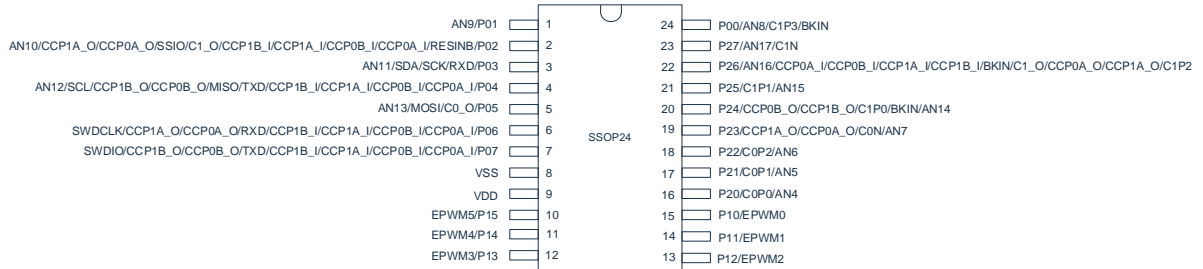 AN9/P01 1 24 P00/AN8/C1P3/BKIN
AN10/CCP1A_O/CCP0A_O/SSIO/C1_O/CCP1B_I/CCP1A_I/CCP0B_I/CCP0A_I/RESINB/P02 2 23 P27/AN17/C1N
AN11/SDA/SCK/RXD/P03 3 22 P26/AN16/CCP0A_I/CCP0B_I/CCP1A_I/CCP1B_I/BKIN/C1_O/CCP0A_O/CCP1A_O/C1P2
AN12/SCL/CCP1B_O/CCP0B_O/MISO/TXD/CCP1B_I/CCP1A_I/CCP0B_I/CCP0A_I/P04 4 21 P25/C1P1/AN15
AN13/MOSI/C0_O/P05 5 20 P24/CCP0B_O/CCP1B_O/C1P0/BKIN/AN14
SWDCLK/CCP1A_O/CCP0A_O/RXD/CCP1B_I/CCP1A_I/CCP0B_I/CCP0A_I/P06 6 19 P23/CCP1A_O/CCP0A_O/C0N/AN7
SSOP24
SWDIO/CCP1B_O/CCP0B_O/TXD/CCP1B_I/CCP1A_I/CCP0B_I/CCP0A_I/P07 7 18 P22/C0P2/AN6
VSS 8 17 P21/C0P1/AN5
VDD 9 16 P20/C0P0/AN4
EPWM5/P15 10 15 P10/EPWM0
EPWM4/P14 11 14 P11/EPWM1
EPWM3/P13 12 13 P12/EPWM2